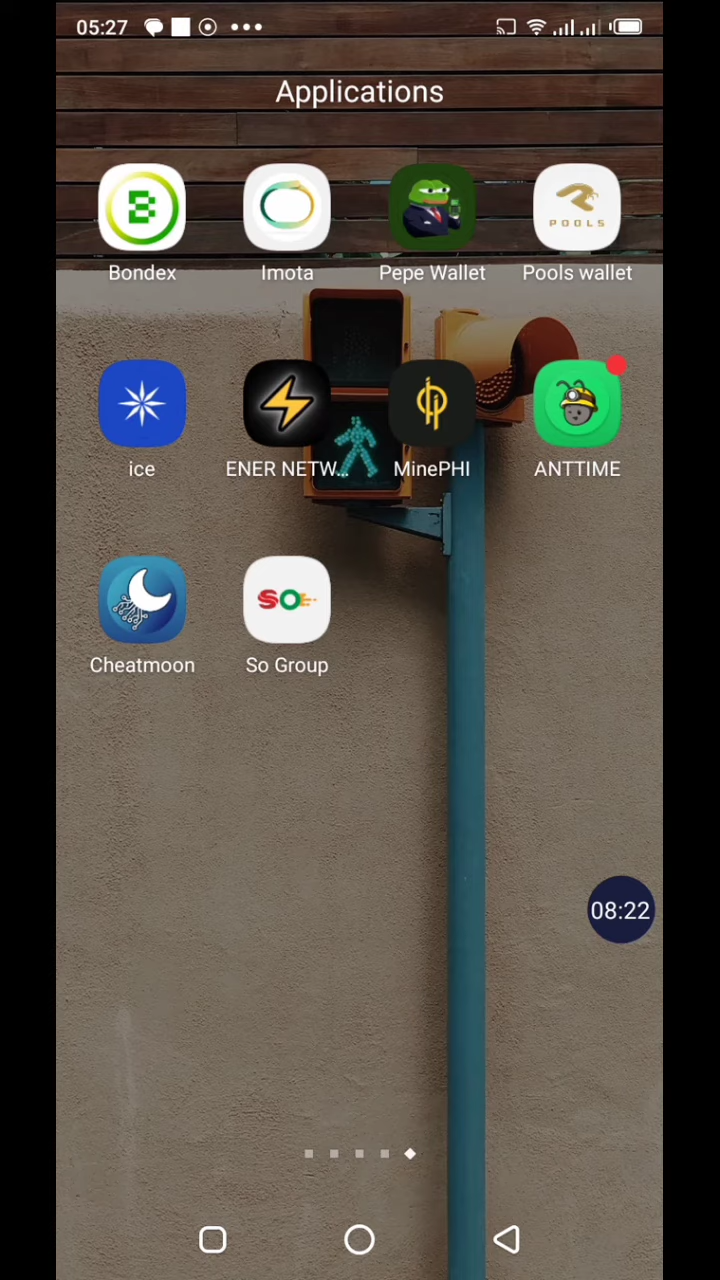 05:27
Applications
Bondex
Imota
Pepe Wallet
POOLS
Pools wallet
ice
ENER NETW...
MinePHI
ANTTIME
SO
Cheatmoon
So Group
08:22